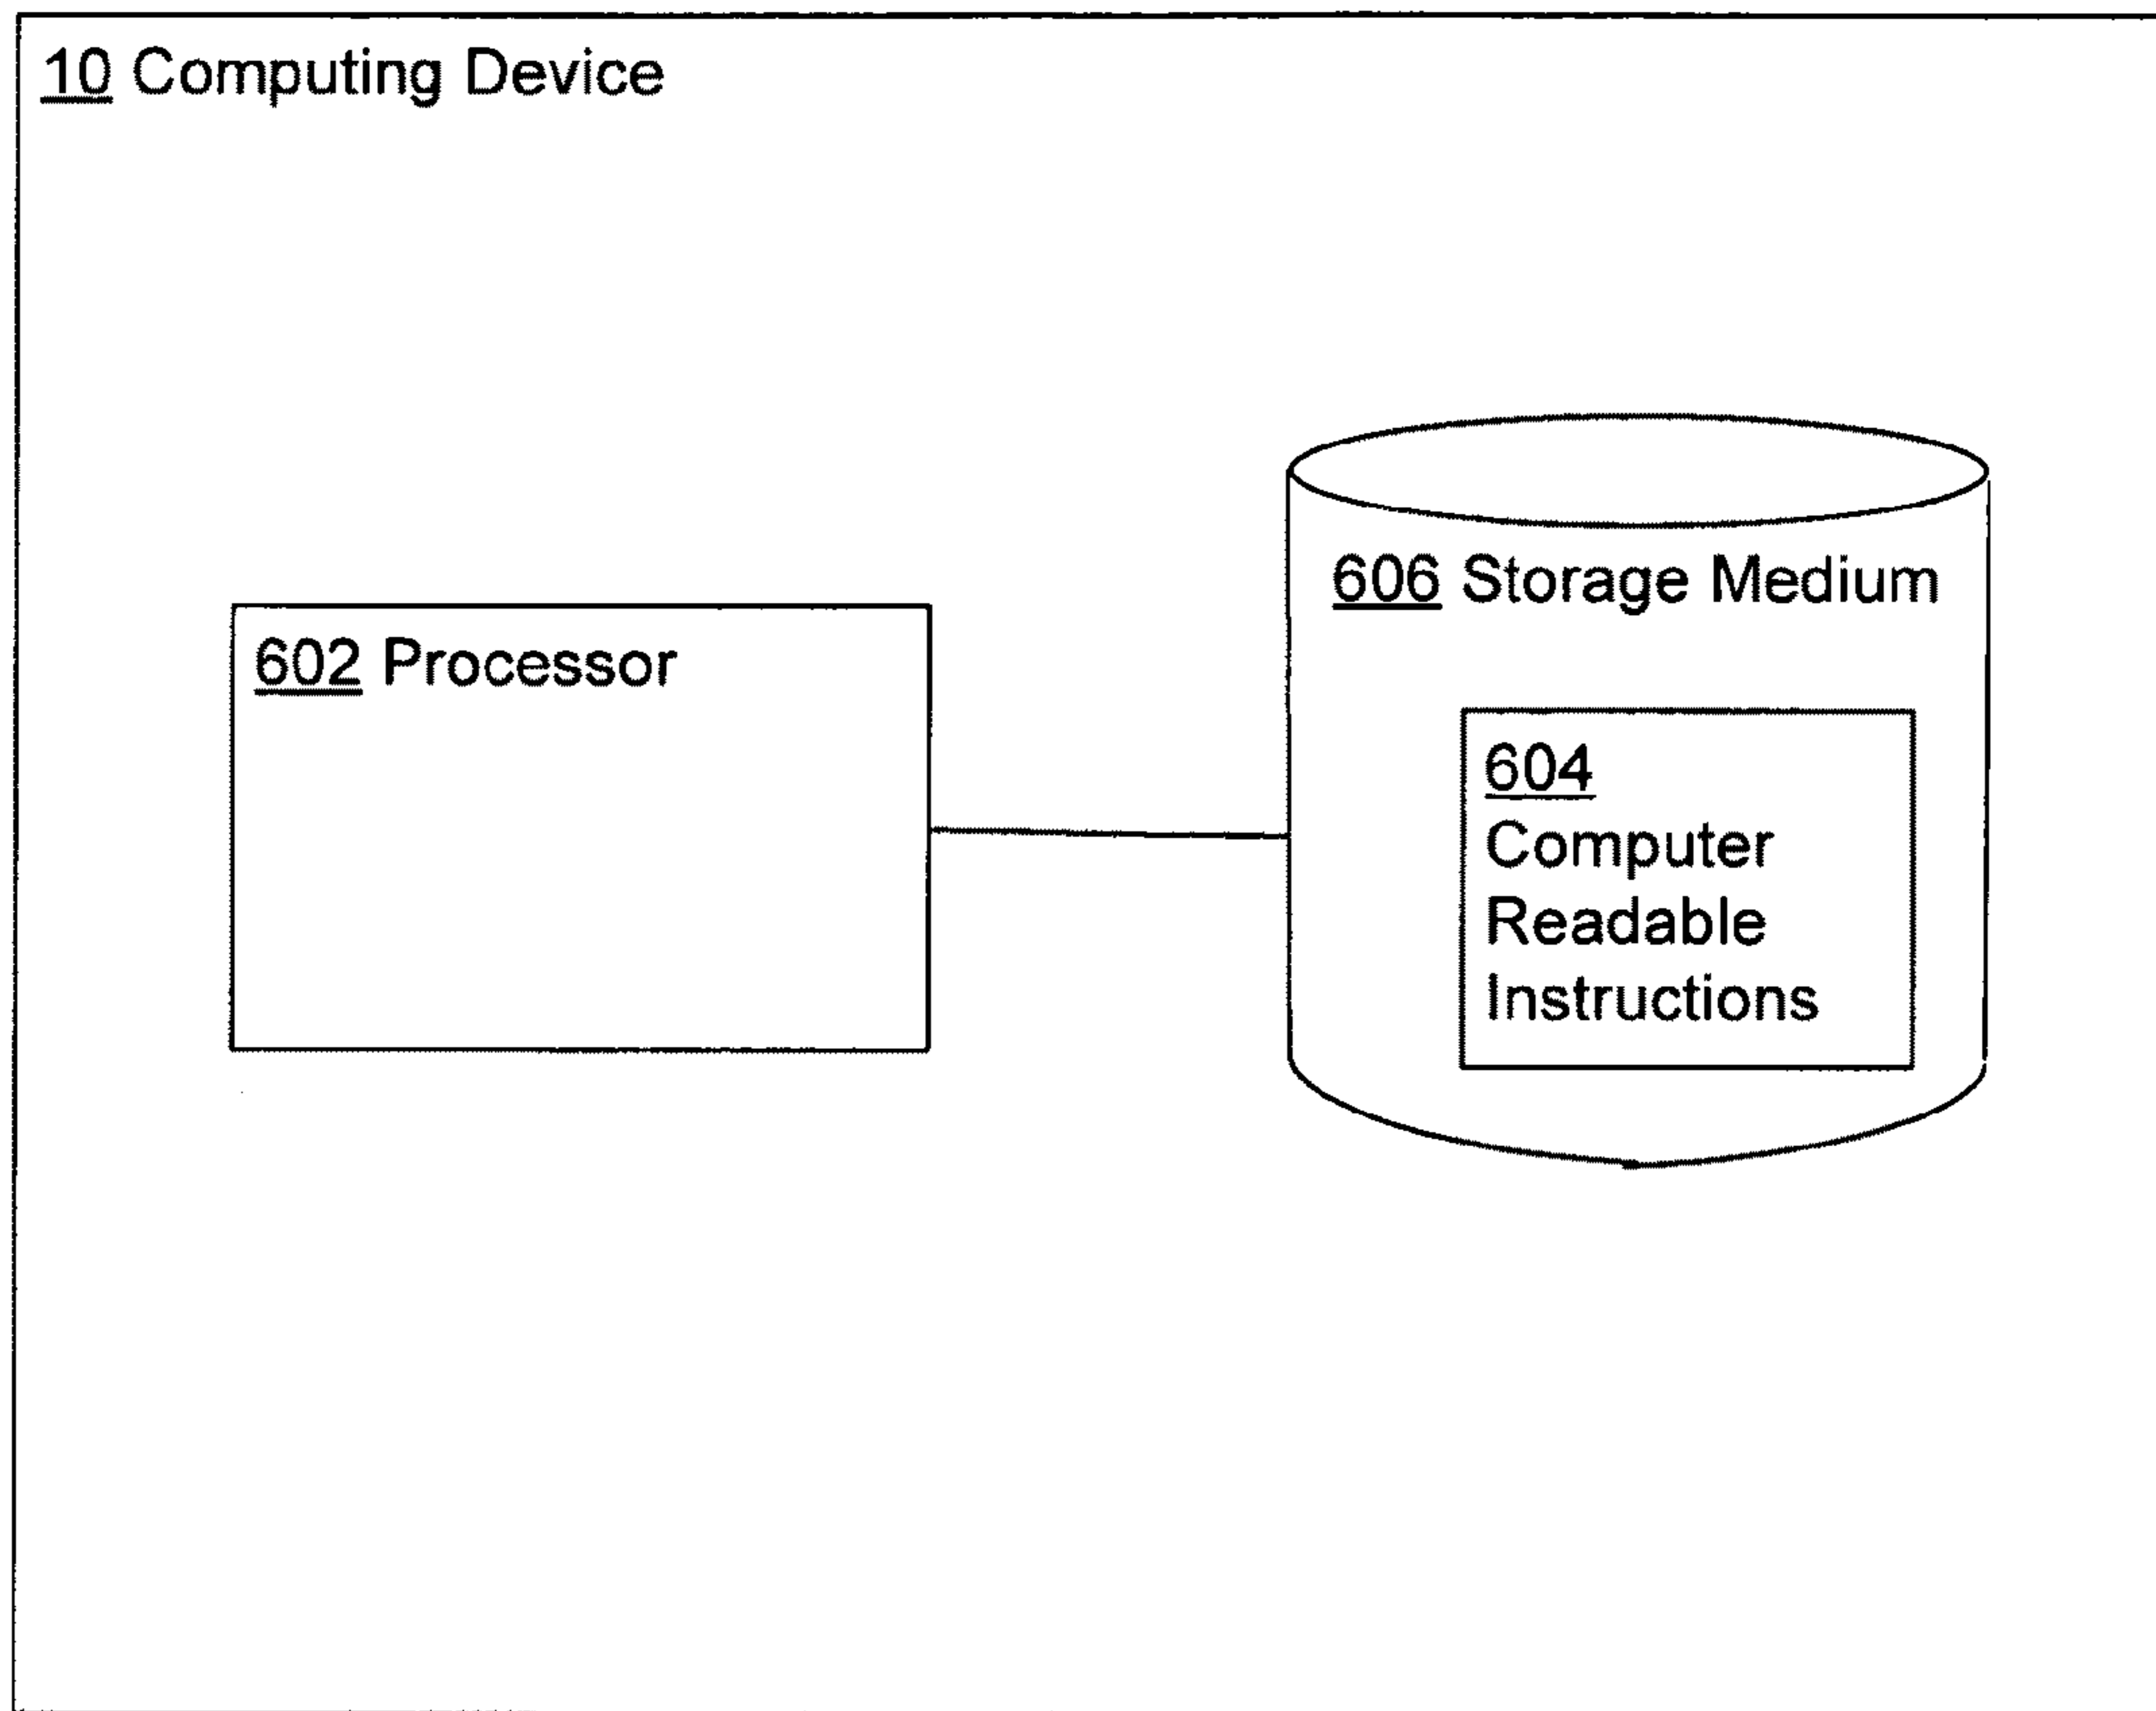 10 Computing Device
606 Storage Medium
602 Processor
604
Computer
Readable
Instructions